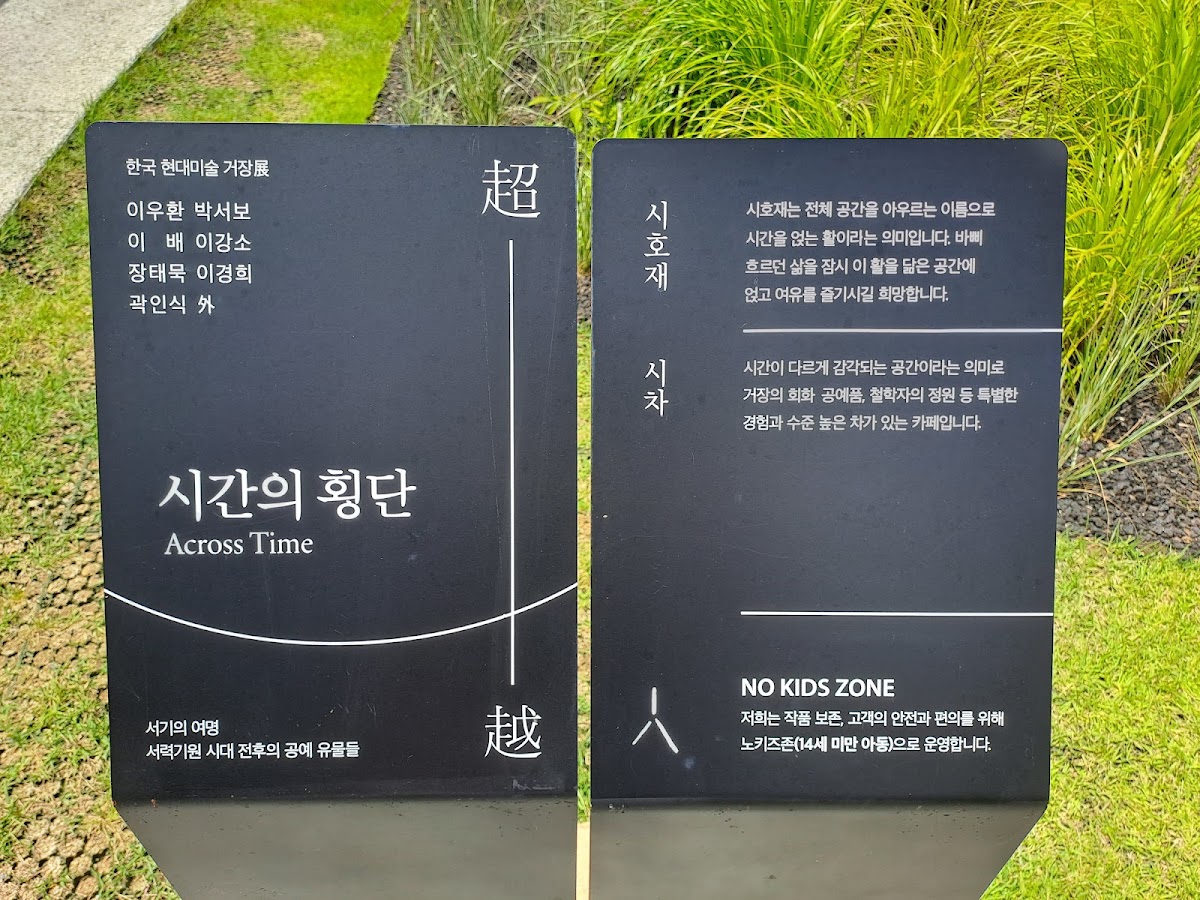 한국 현대미술 거장展
이우환 박서보
이 배 이강소
장태묵 이경희
곽인식 外
超
시간의 횡단
Across Time
越
서기의 여명
서력기원 시대 전후의 공예 유물들
시호재
시호재는 전체 공간을 아우르는 이름으로
시간을 얹는 활이라는 의미입니다. 바삐
흐르던 삶을 잠시 이 활을 닮은 공간에
얹고 여유를 즐기시길 희망합니다.
시차
시간이 다르게 감각되는 공간이라는 의미로
거장의 회화 공예품, 철학자의 정원 등 특별한
경험과 수준 높은 차가 있는 카페입니다.
NO KIDS ZONE
저희는 작품 보존, 고객의 안전과 편의를 위해
노키즈존(14세 미만 아동)으로 운영합니다.